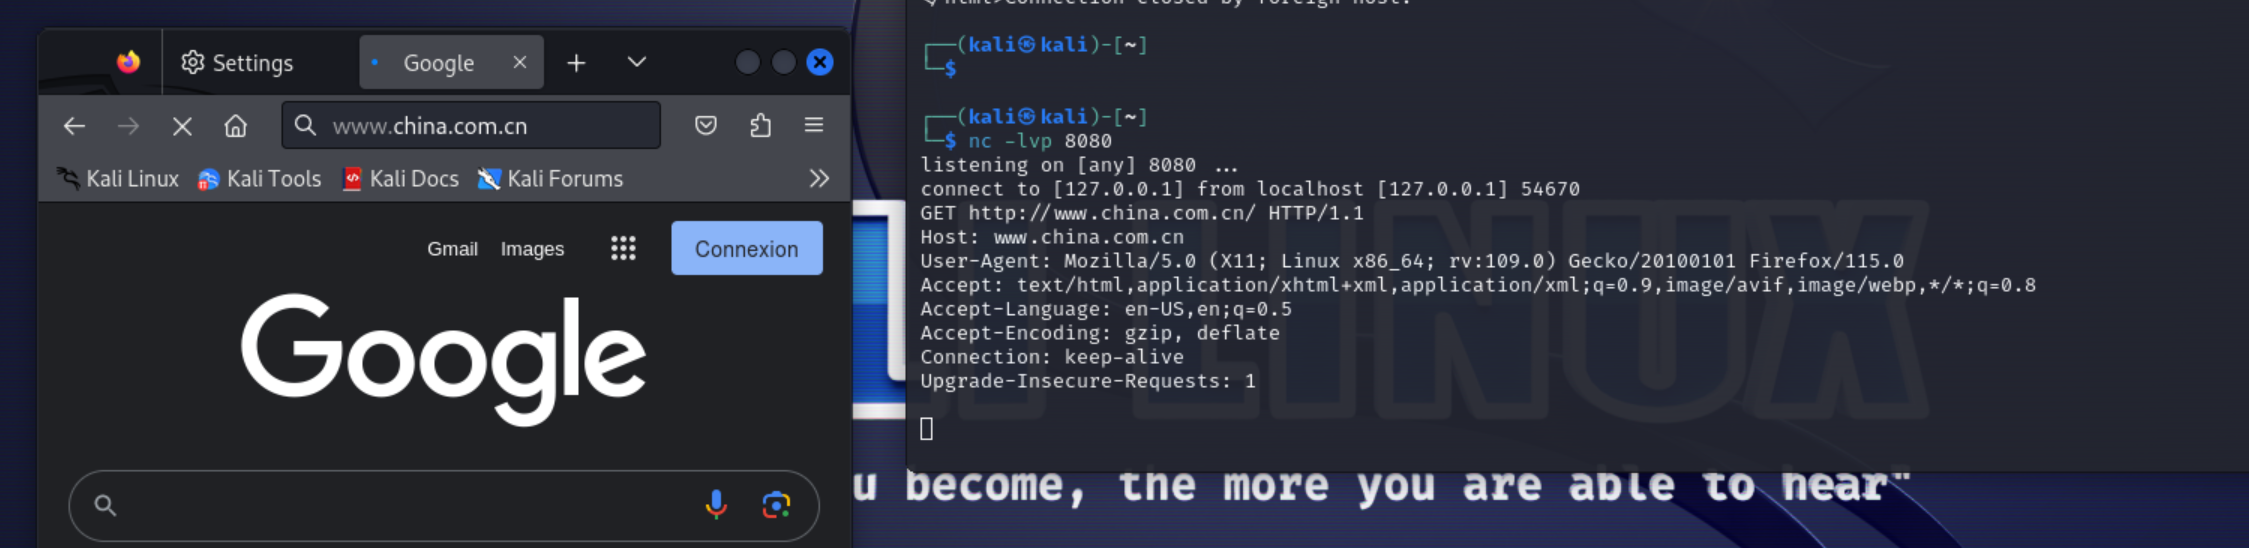 Settings
Google
www.china.com.cn
Kali Linux
Kali Tools
Kali Docs
Kali Forums
Gmail
Images
Connexion
Google
html>Connection closed by foreign host.
┌──(kali㉿kali)-[~]
└─$
┌──(kali㉿kali)-[~]
└─$ nc -lvp 8080
listening on [any] 8080 ...
connect to [127.0.0.1] from localhost [127.0.0.1] 54670
GET http://www.china.com.cn/ HTTP/1.1
Host: www.china.com.cn
User-Agent: Mozilla/5.0 (X11; Linux x86_64; rv:109.0) Gecko/20100101 Firefox/115.0
Accept: text/html,application/xhtml+xml,application/xml;q=0.9,image/avif,image/webp,*/*;q=0.8
Accept-Language: en-US,en;q=0.5
Accept-Encoding: gzip, deflate
Connection: keep-alive
Upgrade-Insecure-Requests: 1
LINUX
u become, the more you are able to hear"